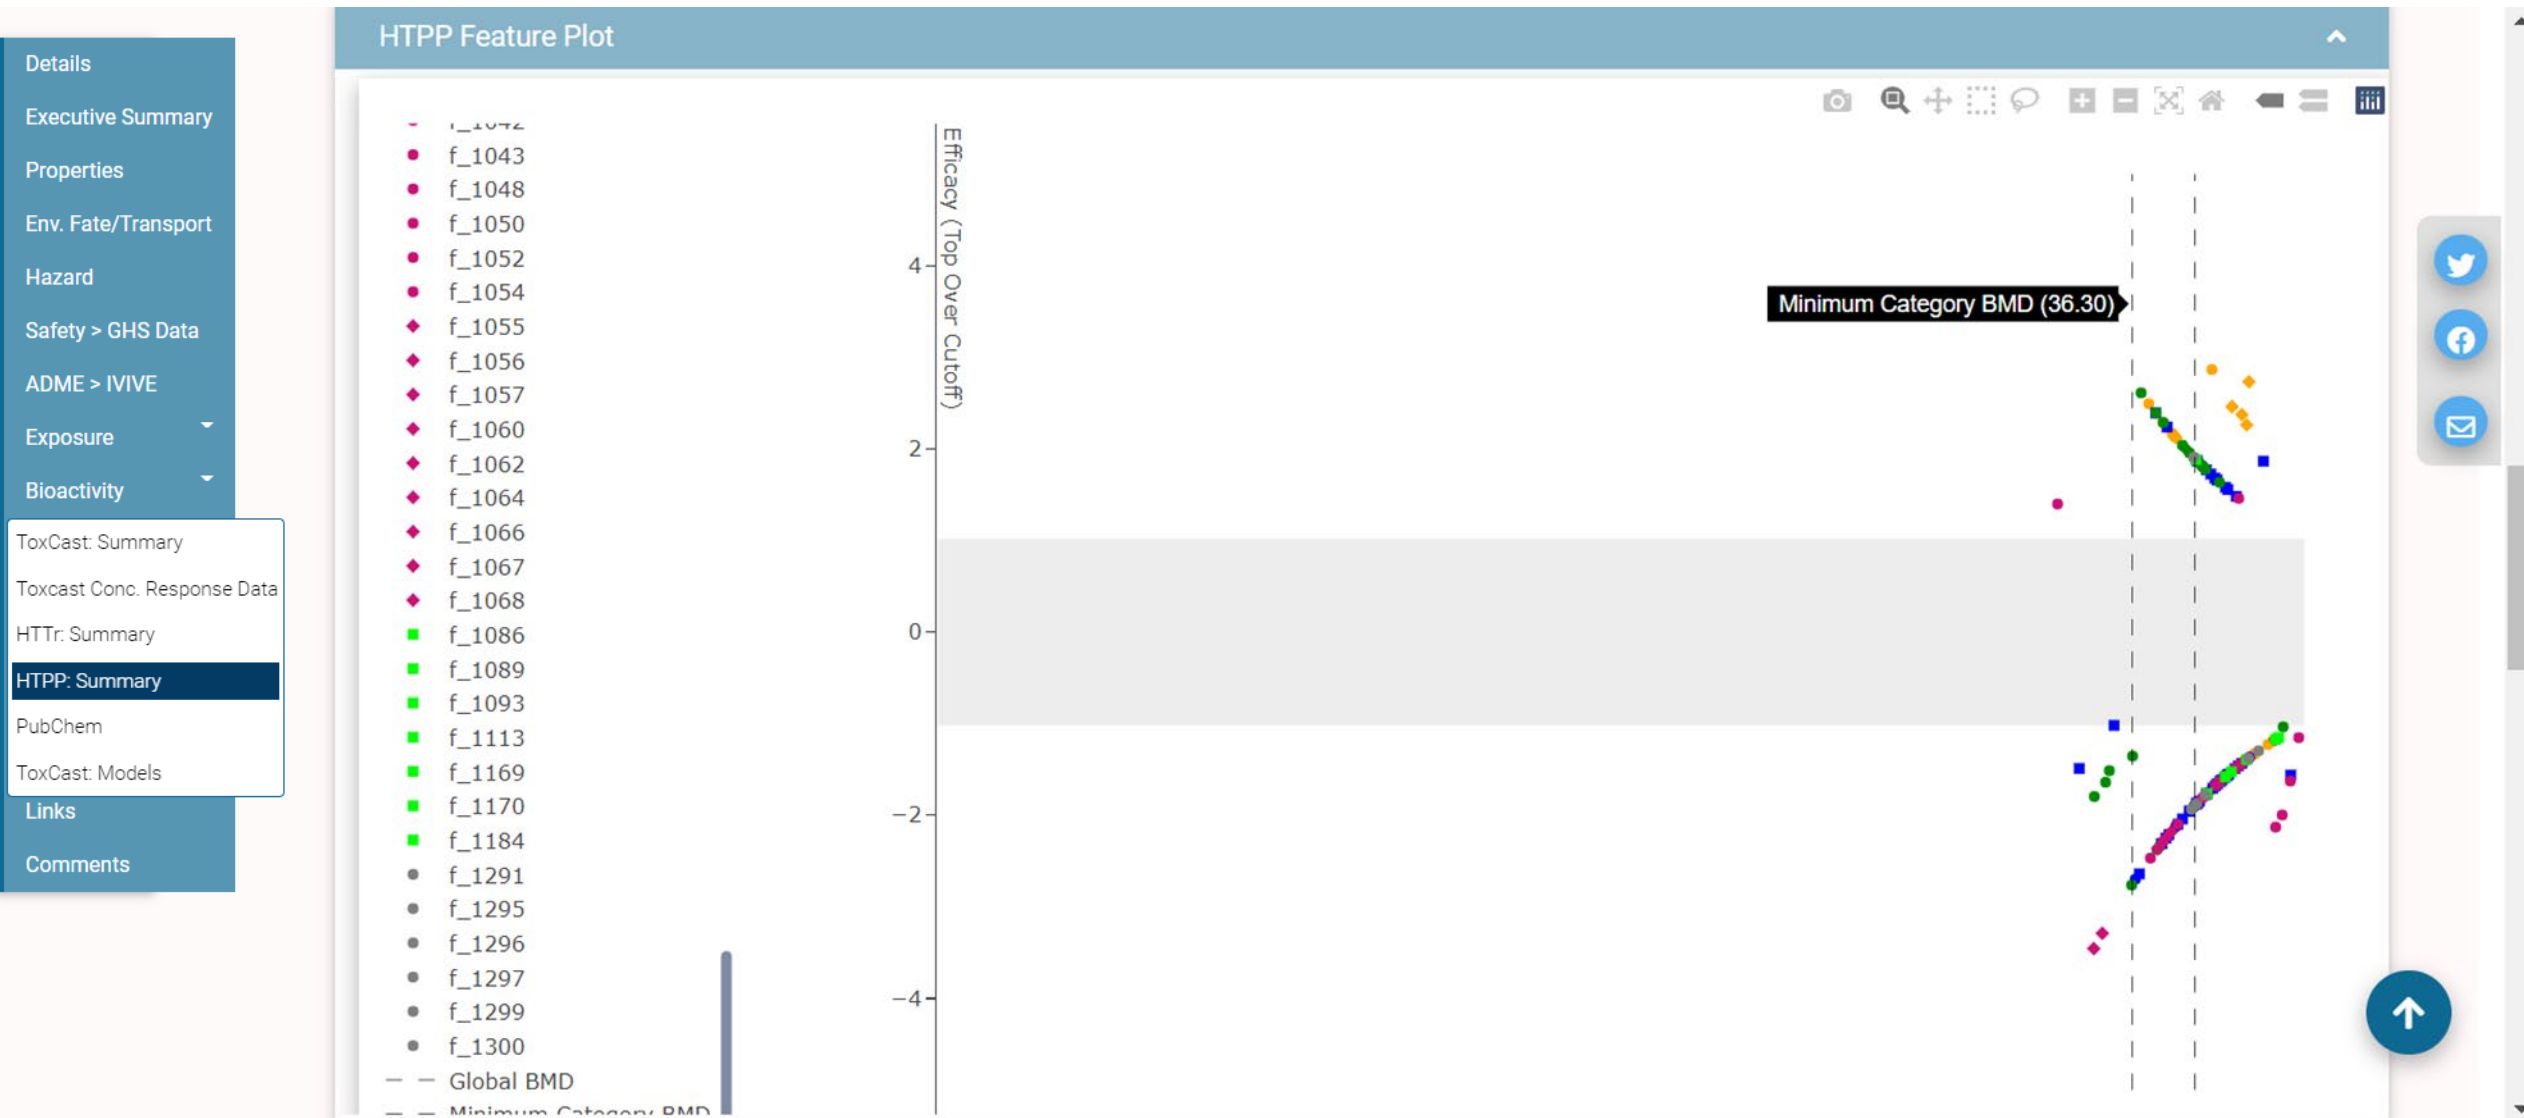 HTPP Feature Plot
Details
Executive Summary
Properties
Env. Fate/Transport
Hazard
Safety > GHS Data
ADME > IVIVE
Exposure
Bioactivity
ToxCast: Summary
Toxcast Conc. Response Data
HTTr: Summary
HTPP: Summary
PubChem
ToxCast: Models
Links
Comments
f_1042
f_1043
f_1048
f_1050
f_1052
f_1054
f_1055
f_1056
f_1057
f_1060
f_1062
f_1064
f_1066
f_1067
f_1068
f_1086
f_1089
f_1093
f_1113
f_1169
f_1170
f_1184
f_1291
f_1295
f_1296
f_1297
f_1299
f_1300
Global BMD
Minimum Category BMD
Efficacy (Top Over Cutoff)
4
2
0
−2
−4
Minimum Category BMD (36.30)